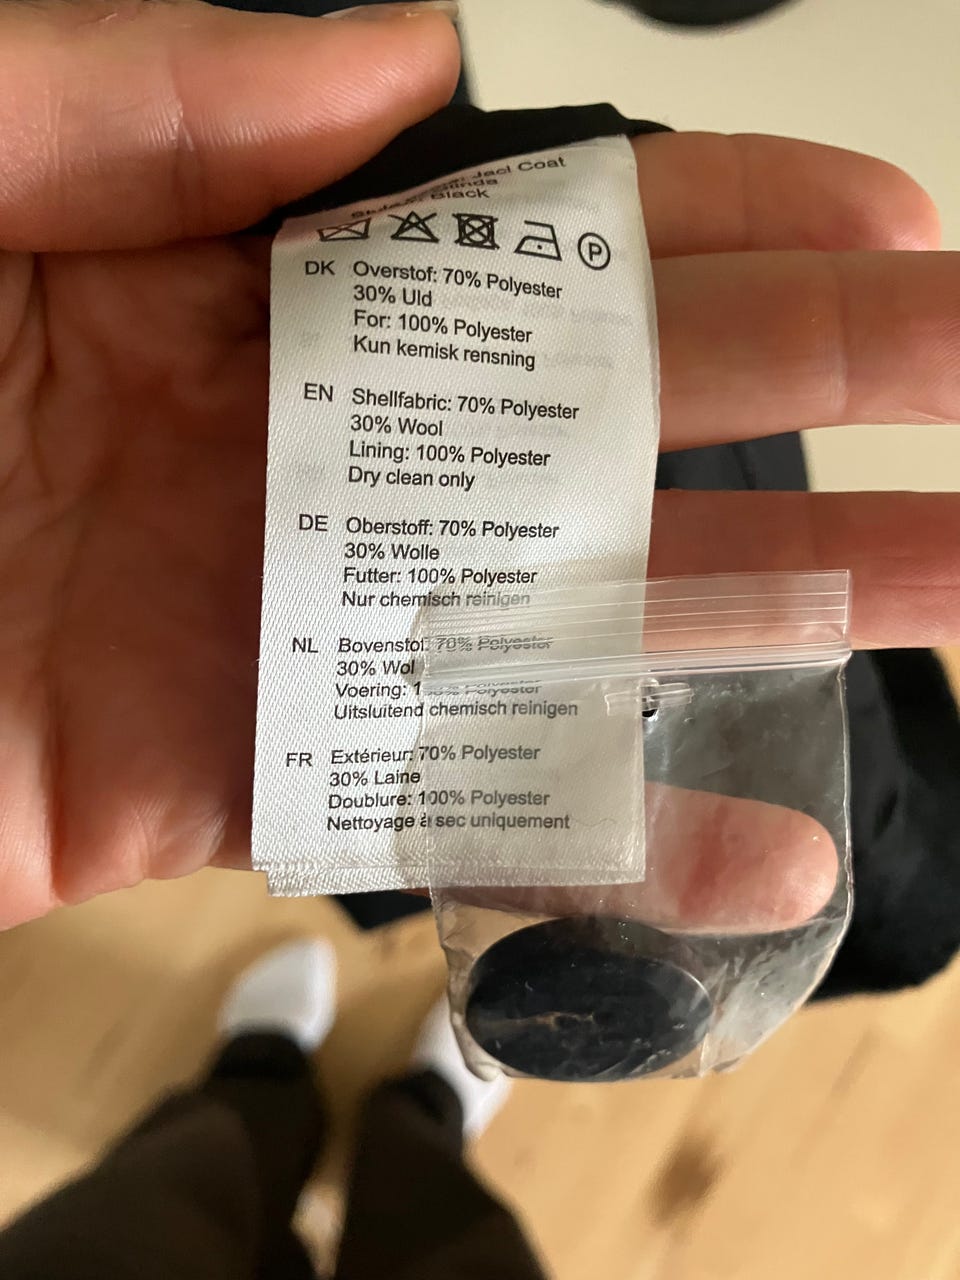 Jacl Coat
Black
P
DK Overstof: 70% Polyester
30% Uld
For: 100% Polyester
Kun kemisk rensning
EN Shellfabric: 70% Polyester
30% Wool
Lining: 100% Polyester
Dry clean only
DE Oberstoff: 70% Polyester
30% Wolle
Futter: 100% Polyester
Nur chemisch reinigen
NL Bovenstof 70% Polyester
30% Wol
Voering: 100% Polyester
Uitsluitend chemisch reinigen
FR Extérieur: 70% Polyester
30% Laine
Doublure: 100% Polyester
Nettoyage à sec uniquement